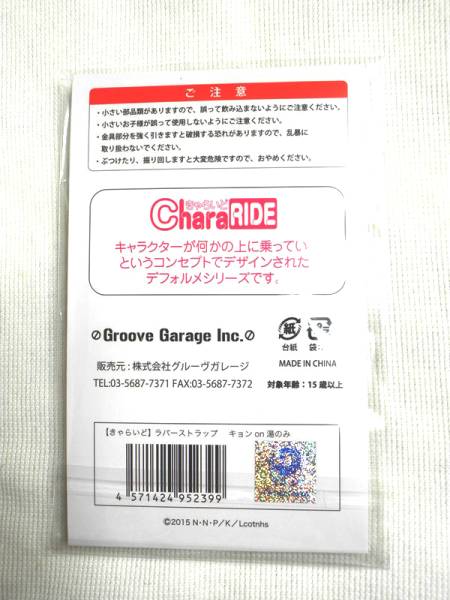 ご 注 意
・小さい部品類がありますので、誤って飲み込まないようにご注意ください。
・小さいお子様が誤って使用しないようにご注意ください。
・金具部分を強く引きますと破損する恐れがありますので、乱暴に
取り扱わないでください。
・ぶつけたり、振り回しますと大変危険ですので、おやめください。
きゃらいど
CharaRIDE
キャラクターが何かの上に乗ってい
というコンセプトでデザインされた
デフォルメシリーズです。
Groove Garage Inc.
紙
台紙
プラ
袋:
販売元:株式会社グルーヴガレージ
MADE IN CHINA
TEL:03-5687-7371 FAX:03-5687-7372
対象年齢:15歳以上
【きゃらいど】ラバーストラップ キョン on 湯のみ
4 571424 952399
©2015 N・N・P/K/Lcotnhs